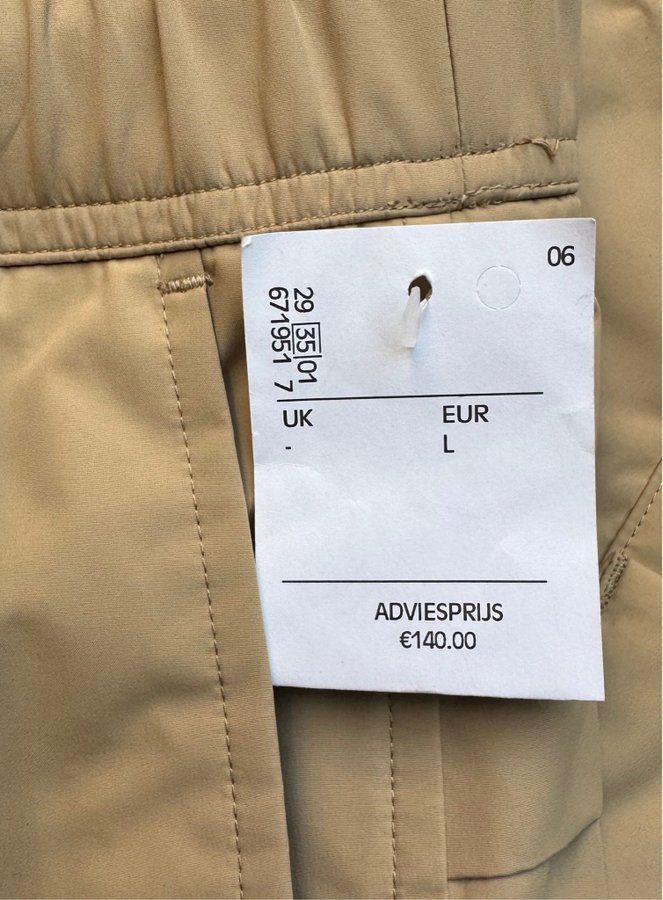 06
29 35/01
671951 7
UK EUR
- L
ADVIESPRIJS
€140.00